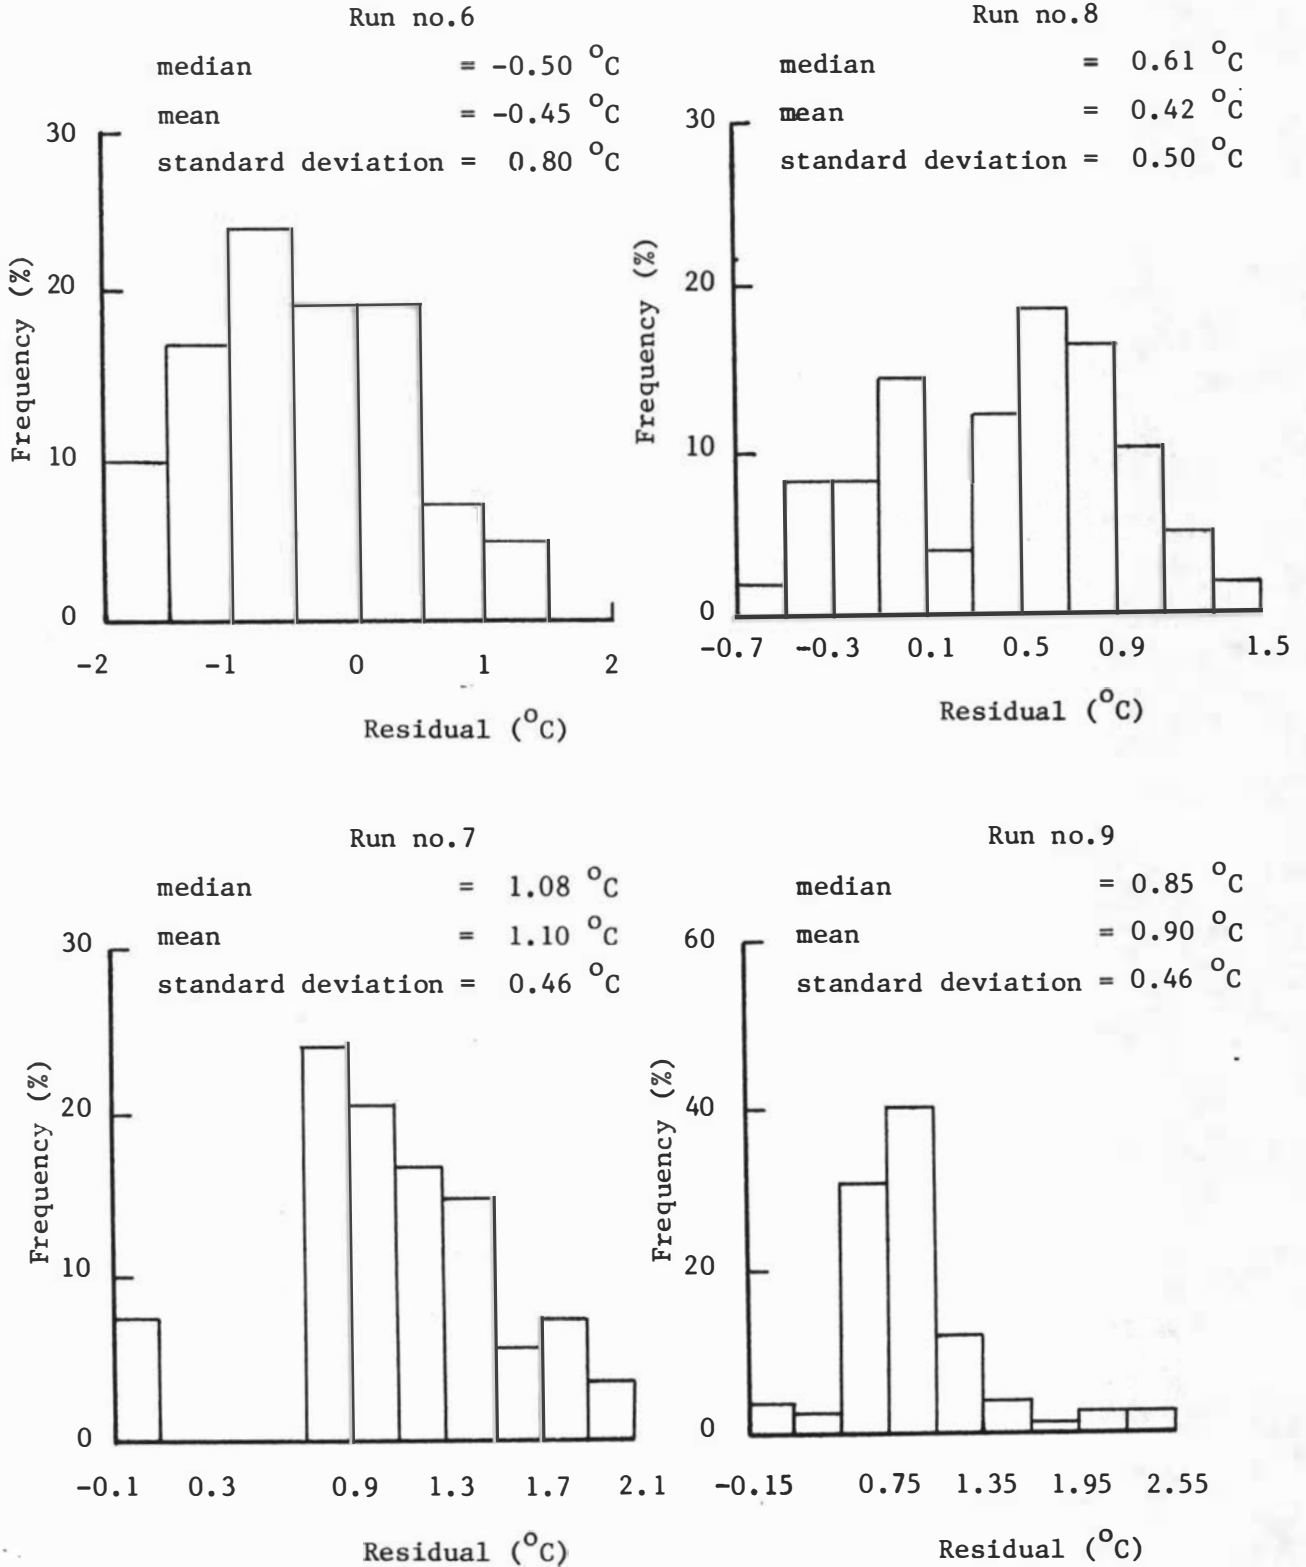 Run no.6
median = -0.50 °C
mean = -0.45 °C
standard deviation = 0.80 °C
30
20
10
0
Frequency (%)
-2 -1 0 1 2
Residual (°C)
Run no.8
median = 0.61 °C
mean = 0.42 °C
standard deviation = 0.50 °C
30
20
10
0
Frequency (%)
-0.7 -0.3 0.1 0.5 0.9 1.5
Residual (°C)
Run no.7
median = 1.08 °C
mean = 1.10 °C
standard deviation = 0.46 °C
30
20
10
0
Frequency (%)
-0.1 0.3 0.9 1.3 1.7 2.1
Residual (°C)
Run no.9
median = 0.85 °C
mean = 0.90 °C
standard deviation = 0.46 °C
60
40
20
0
Frequency (%)
-0.15 0.75 1.35 1.95 2.55
Residual (°C)